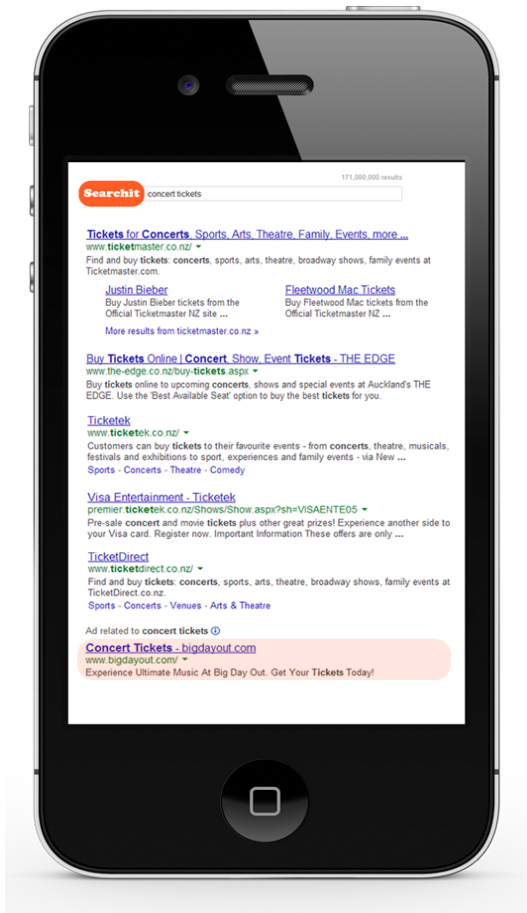 171,000,000 results
Searchit
concert tickets
Tickets for Concerts, Sports, Arts, Theatre, Family, Events, more ...
www.ticketmaster.co.nz/
Find and buy tickets: concerts, sports, arts, theatre, broadway shows, family events at
Ticketmaster.com.
Justin Bieber
Buy Justin Bieber tickets from the
Official Ticketmaster NZ site ...
Fleetwood Mac Tickets
Buy Fleetwood Mac tickets from the
Official Ticketmaster NZ ...
More results from ticketmaster.co.nz »
Buy Tickets Online | Concert, Show, Event Tickets - THE EDGE
www.the-edge.co.nz/buy-tickets.aspx
Buy tickets online to upcoming concerts, shows and special events at Auckland's THE
EDGE. Use the 'Best Available Seat' option to buy the best tickets for you.
Ticketek
www.ticketek.co.nz/
Customers can buy tickets to their favourite events - from concerts, theatre, musicals,
festivals and exhibitions to sport, experiences and family events - via New ...
Sports - Concerts - Theatre - Comedy
Visa Entertainment - Ticketek
premier.ticketek.co.nz/Shows/Show.aspx?sh=VISAENTE05
Pre-sale concert and movie tickets plus other great prizes! Experience another side to
your Visa card. Register now. Important Information These offers are only ...
TicketDirect
www.ticketdirect.co.nz/
Find and buy tickets: concerts, sports, arts, theatre, broadway shows, family events at
TicketDirect.co.nz.
Sports - Concerts - Venues - Arts & Theatre
Ad related to concert tickets
Concert Tickets - bigdayout.com
www.bigdayout.com/
Experience Ultimate Music At Big Day Out. Get Your Tickets Today!